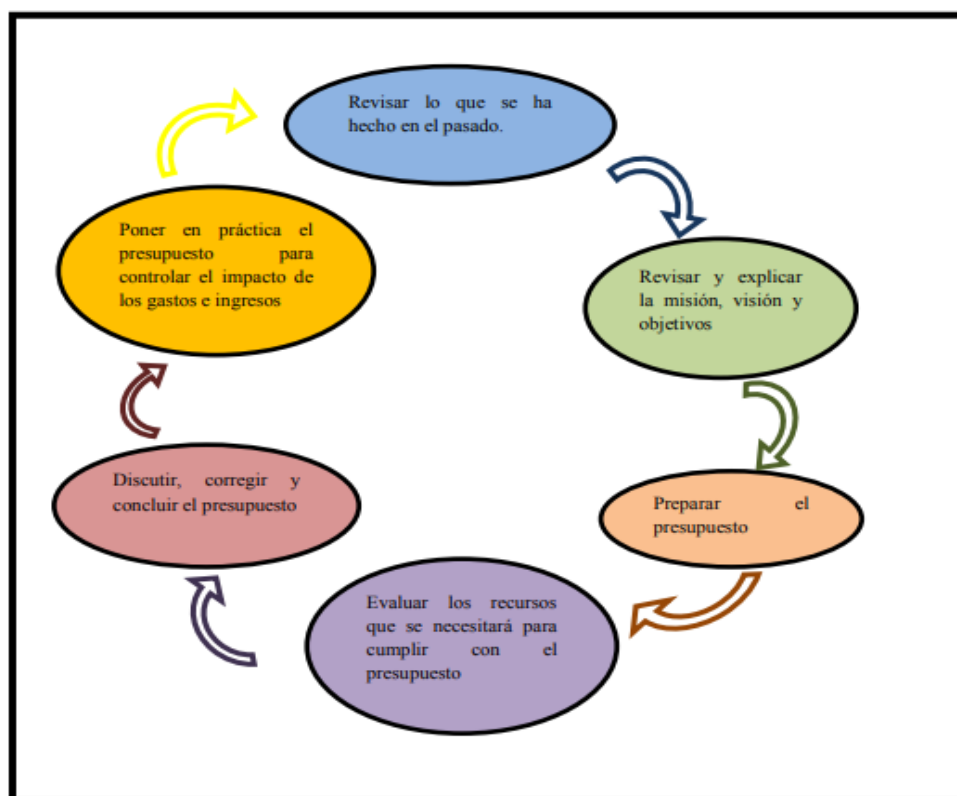 Revisar lo que se ha
hecho en el pasado.
Revisar y explicar
la misión, visión y
objetivos
Preparar el
presupuesto
Evaluar los recursos
que se necesitará para
cumplir con el
presupuesto
Discutir, corregir y
concluir el presupuesto
Poner en práctica el
presupuesto para
controlar el impacto de
los gastos e ingresos